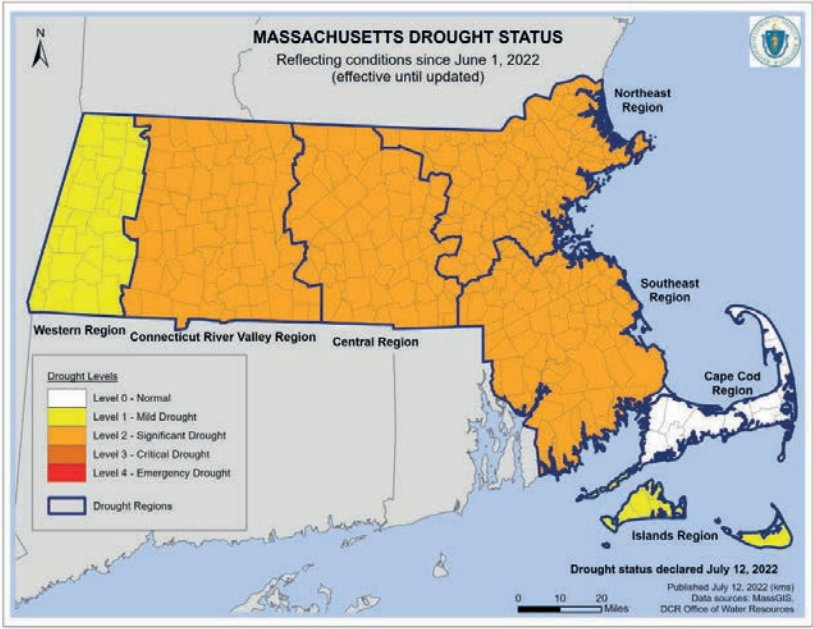 N
MASSACHUSETTS DROUGHT STATUS
Reflecting conditions since June 1, 2022
(effective until updated)
Northeast
Region
Southeast
Region
Cape Cod
Region
Western Region
Connecticut River Valley Region
Central Region
Islands Region
Drought Levels
Level 0 - Normal
Level 1 - Mild Drought
Level 2 - Significant Drought
Level 3 - Critical Drought
Level 4 - Emergency Drought
Drought Regions
Drought status declared July 12, 2022
Published July 12, 2022 (kms)
Data sources: MassGIS,
DCR Office of Water Resources
0 10 20
Miles